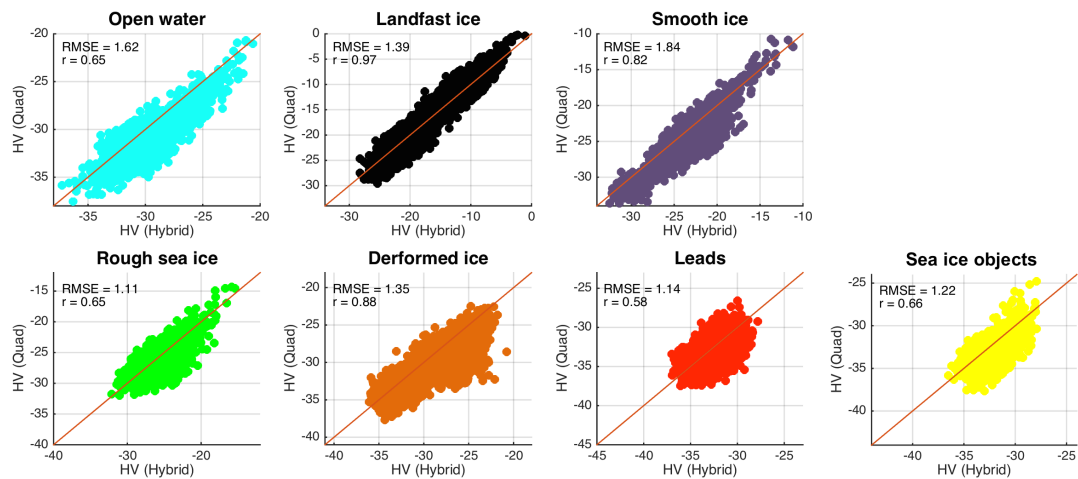 Open water
RMSE = 1.62
r = 0.65
-20
-25
-30
-35
HV (Quad)
-35
-30
-25
-20
HV (Hybrid)
Landfast ice
RMSE = 1.39
r = 0.97
0
-5
-10
-15
-20
-25
-30
HV (Quad)
-30
-20
-10
0
HV (Hybrid)
Smooth ice
RMSE = 1.84
r = 0.82
-10
-15
-20
-25
-30
HV (Quad)
-30
-25
-20
-15
-10
HV (Hybrid)
Rough sea ice
RMSE = 1.11
r = 0.65
-15
-20
-25
-30
-35
-40
HV (Quad)
-40
-30
-20
HV (Hybrid)
Derformed ice
RMSE = 1.35
r = 0.88
-20
-25
-30
-35
-40
HV (Quad)
-40
-35
-30
-25
-20
HV (Hybrid)
Leads
RMSE = 1.14
r = 0.58
-25
-30
-35
-40
-45
HV (Quad)
-45
-40
-35
-30
-25
HV (Hybrid)
Sea ice objects
RMSE = 1.22
r = 0.66
-25
-30
-35
-40
HV (Quad)
-40
-35
-30
-25
HV (Hybrid)